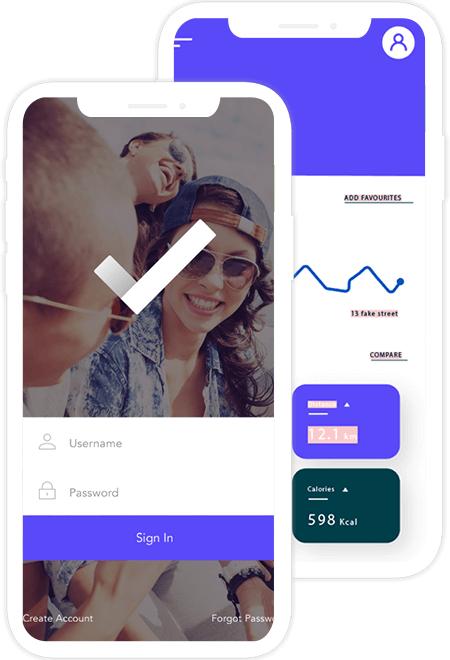 Username
Password
Sign In
Create Account
Forgot Passw
ADD FAVOURITES
13 fake street
COMPARE
Distance
12.1 km
Calories
598 Kcal